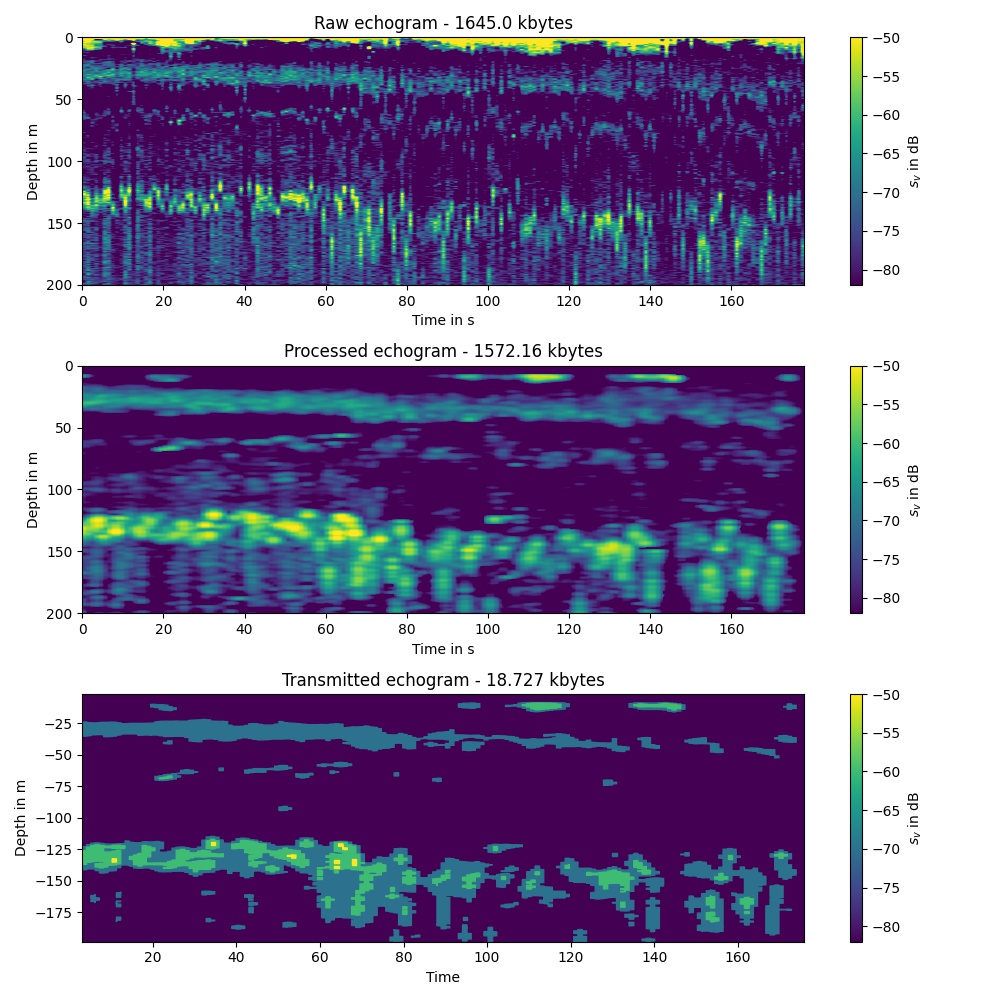 Raw echogram - 1645.0 kbytes
0
50
100
150
200
Depth in m
0 20 40 60 80 100 120 140 160
Time in s
−50
−55
−60
−65
−70
−75
−80
sv in dB
Processed echogram - 1572.16 kbytes
0
50
100
150
200
Depth in m
0 20 40 60 80 100 120 140 160
Time in s
−50
−55
−60
−65
−70
−75
−80
sv in dB
Transmitted echogram - 18.727 kbytes
−25
−50
−75
−100
−125
−150
−175
Depth in m
20 40 60 80 100 120 140 160
Time
−50
−55
−60
−65
−70
−75
−80
sv in dB